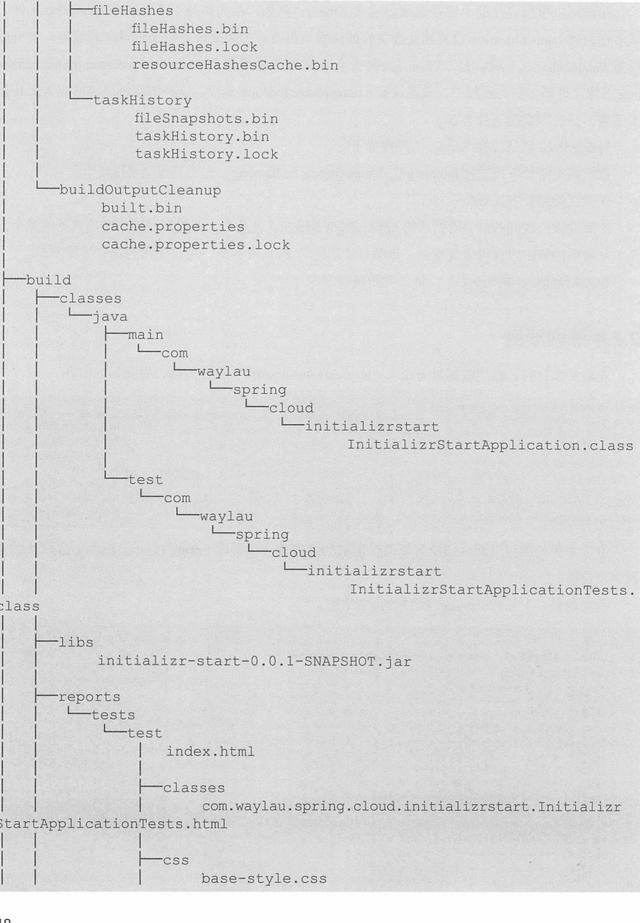 ├──fileHashes
fileHashes.bin
fileHashes.lock
resourceHashesCache.bin
└──taskHistory
fileSnapshots.bin
taskHistory.bin
taskHistory.lock
└──buildOutputCleanup
built.bin
cache.properties
cache.properties.lock
├──build
├──classes
└──java
├──main
└──com
└──waylau
└──spring
└──cloud
└──initializrstart
InitializrStartApplication.class
└──test
└──com
└──waylau
└──spring
└──cloud
└──initializrstart
InitializrStartApplicationTests.
class
├──libs
initializr-start-0.0.1-SNAPSHOT.jar
├──reports
└──tests
└──test
index.html
├──classes
com.waylau.spring.cloud.initializrstart.Initializr
StartApplicationTests.html
├──css
base-style.css